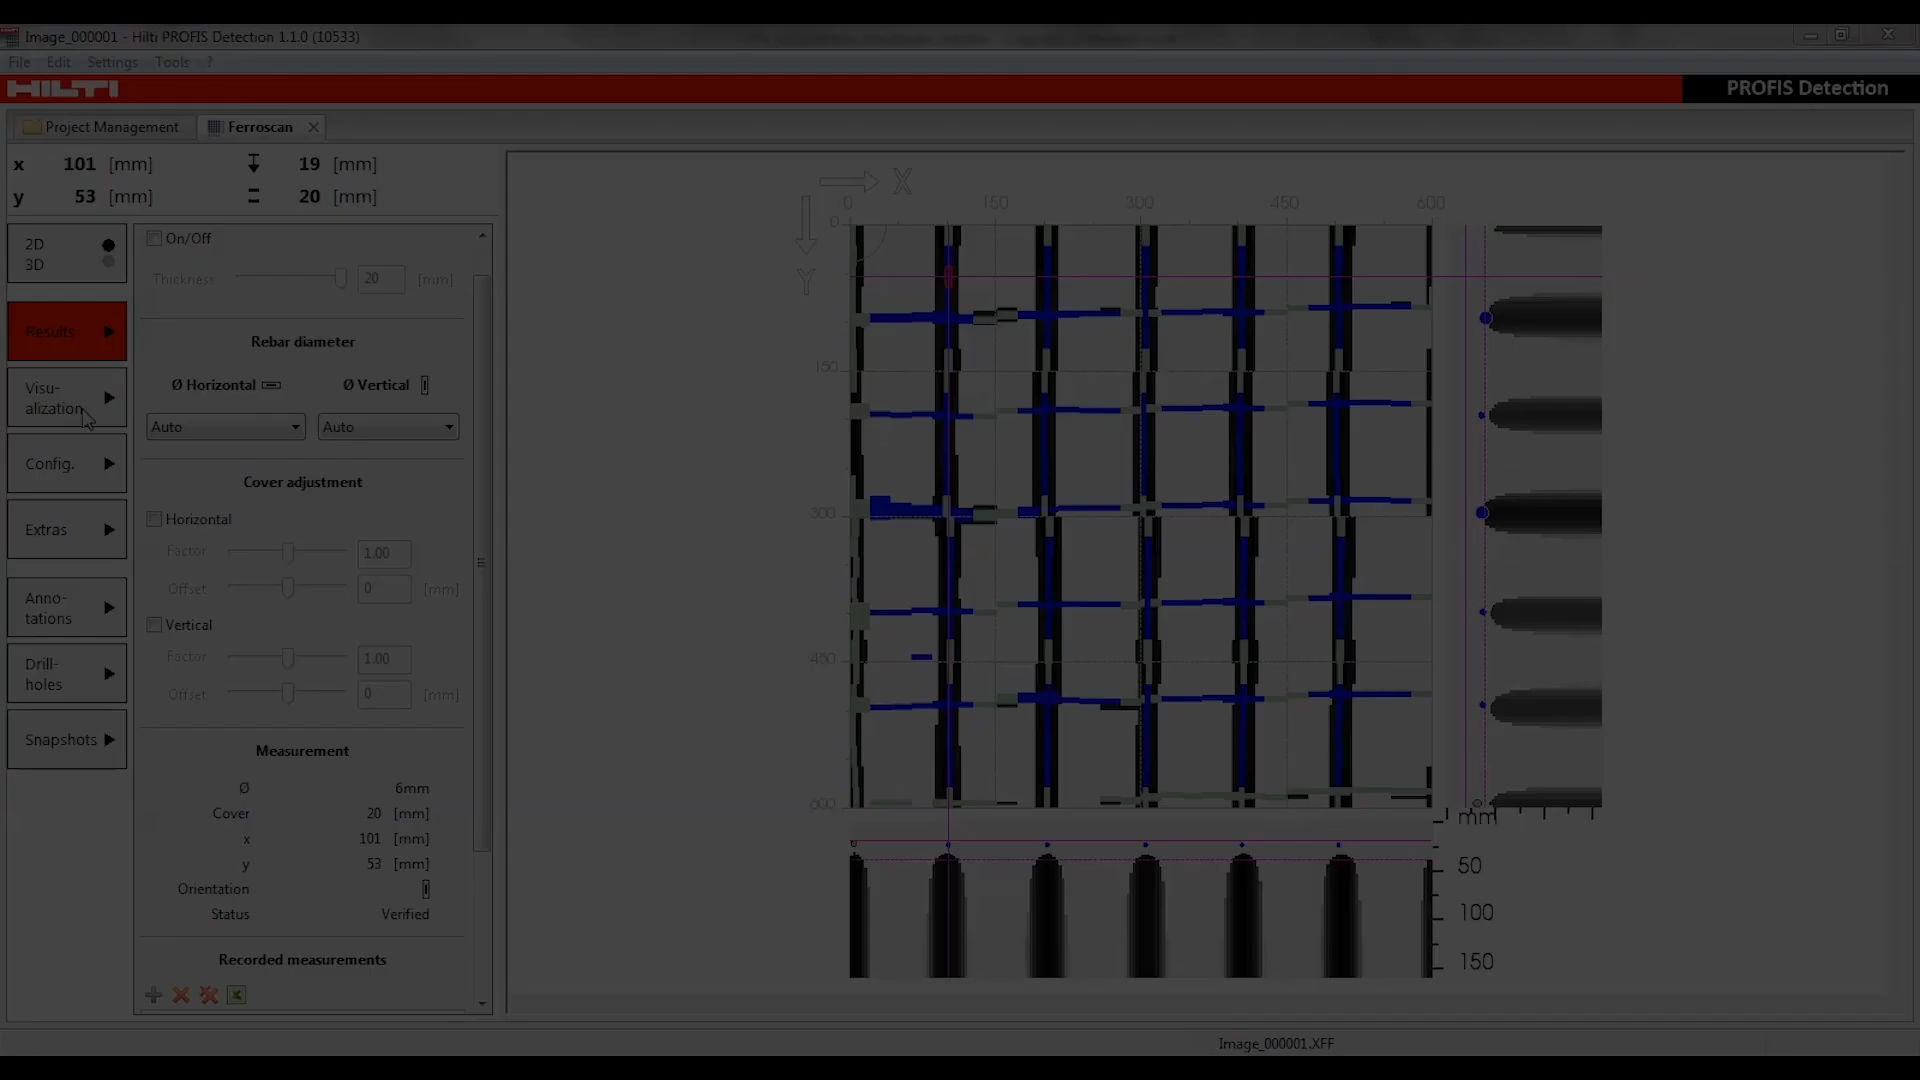 Image_000001 - Hilti PROFIS Detection 1.1.0 (10533)
File Edit Settings Tools ?
HILTI PROFIS Detection
Project Management Ferroscan
x 101 [mm] 19 [mm]
y 53 [mm] 20 [mm]
2D
3D
Results
Visu-
alization
Config.
Extras
Anno-
tations
Drill-
holes
Snapshots
On/Off
Thickness 20 [mm]
Rebar diameter
Ø Horizontal Ø Vertical
Auto Auto
Cover adjustment
Horizontal
Factor 1.00
Offset 0 [mm]
Vertical
Factor 1.00
Offset 0 [mm]
Measurement
Ø 6mm
Cover 20 [mm]
x 101 [mm]
y 53 [mm]
Orientation
Status Verified
Recorded measurements
X
0 150 300 450 600
Y
0
150
300
450
600
mm
50
100
150
Image_000001.XFF